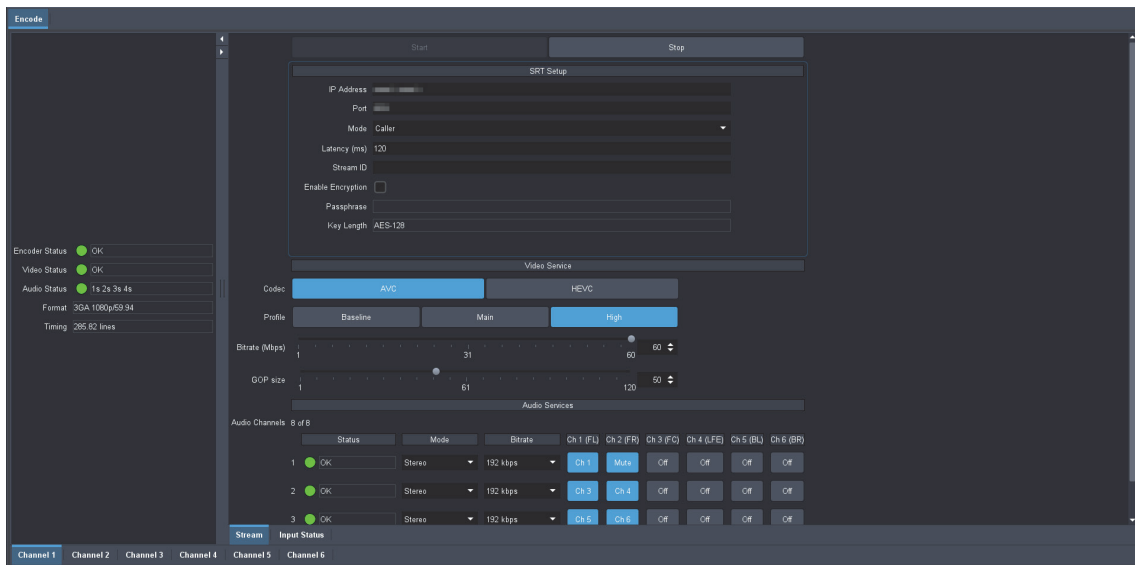 Encode
Start Stop
SRT Setup
IP Address
Port
Mode Caller
Latency (ms) 120
Stream ID
Enable Encryption
Passphrase
Key Length AES-128
Encoder Status OK
Video Status OK
Audio Status 1s 2s 3s 4s
Format 3GA 1080p/59.94
Timing 285.82 lines
Video Service
Codec AVC HEVC
Profile Baseline Main High
Bitrate (Mbps) 60
1 31 60
GOP size 50
1 61 120
Audio Services
Audio Channels 8 of 8
Status Mode Bitrate Ch 1 (FL) Ch 2 (FR) Ch 3 (FC) Ch 4 (LFE) Ch 5 (BL) Ch 6 (BR)
1 OK Stereo 192 kbps Ch 1 Mute Off Off Off Off
2 OK Stereo 192 kbps Ch 3 Ch 4 Off Off Off Off
3 OK Stereo 192 kbps Ch 5 Ch 6 Off Off Off Off
Stream Input Status
Channel 1 Channel 2 Channel 3 Channel 4 Channel 5 Channel 6